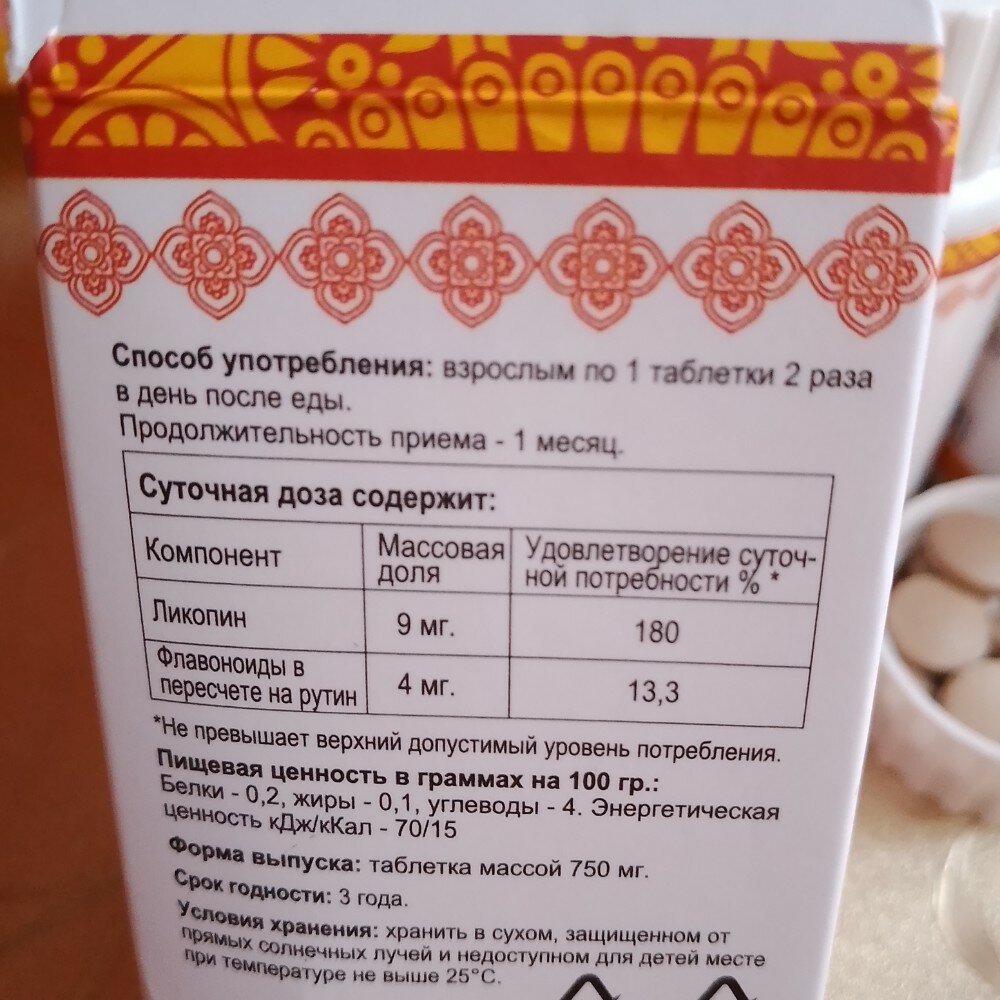 Способ употребления: взрослым по 1 таблетки 2 раза
в день после еды.
Продолжительность приема - 1 месяц.
Суточная доза содержит:
Компонент
Массовая
доля
Удовлетворение суточ-
ной потребности % *
Ликопин
9 мг.
180
Флавоноиды в
пересчете на рутин
4 мг.
13,3
*Не превышает верхний допустимый уровень потребления.
Пищевая ценность в граммах на 100 гр.:
Белки - 0,2, жиры - 0,1, углеводы - 4. Энергетическая
ценность кДж/кКал - 70/15
Форма выпуска: таблетка массой 750 мг.
Срок годности: 3 года.
Условия хранения: хранить в сухом, защищенном от
прямых солнечных лучей и недоступном для детей месте
при температуре не выше 25°С.